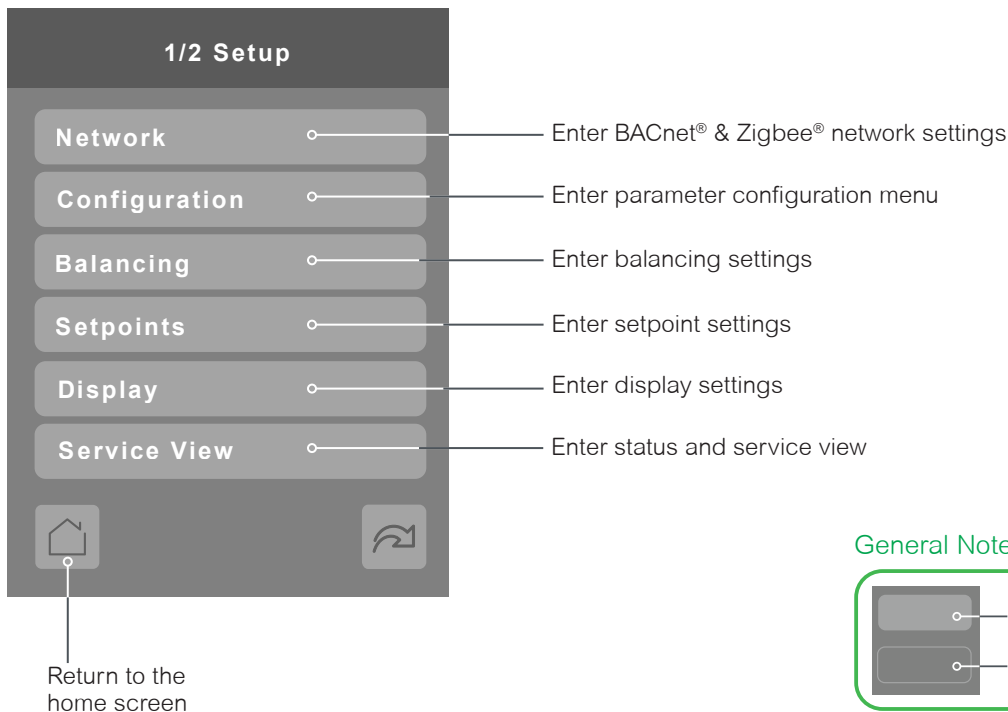 1/2 Setup
Network
Enter BACnet® & Zigbee® network settings
Configuration
Enter parameter configuration menu
Balancing
Enter balancing settings
Setpoints
Enter setpoint settings
Display
Enter display settings
Service View
Enter status and service view
Return to the
home screen
General Note